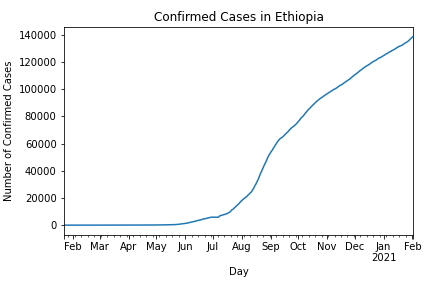 Confirmed Cases in Ethiopia
140000
120000
100000
80000
60000
40000
20000
0
Number of Confirmed Cases
Feb Mar Apr May Jun Jul Aug Sep Oct Nov Dec Jan Feb
2021
Day